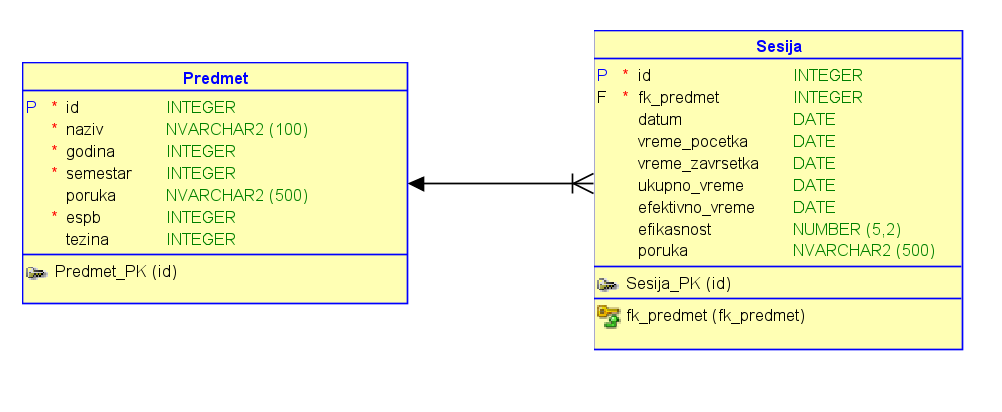 Predmet
P * id INTEGER
* naziv NVARCHAR2 (100)
* godina INTEGER
* semestar INTEGER
poruka NVARCHAR2 (500)
* espb INTEGER
tezina INTEGER
Predmet_PK (id)
Sesija
P * id INTEGER
F * fk_predmet INTEGER
datum DATE
vreme_pocetka DATE
vreme_zavrsetka DATE
ukupno_vreme DATE
efektivno_vreme DATE
efikasnost NUMBER (5,2)
poruka NVARCHAR2 (500)
Sesija_PK (id)
fk_predmet (fk_predmet)